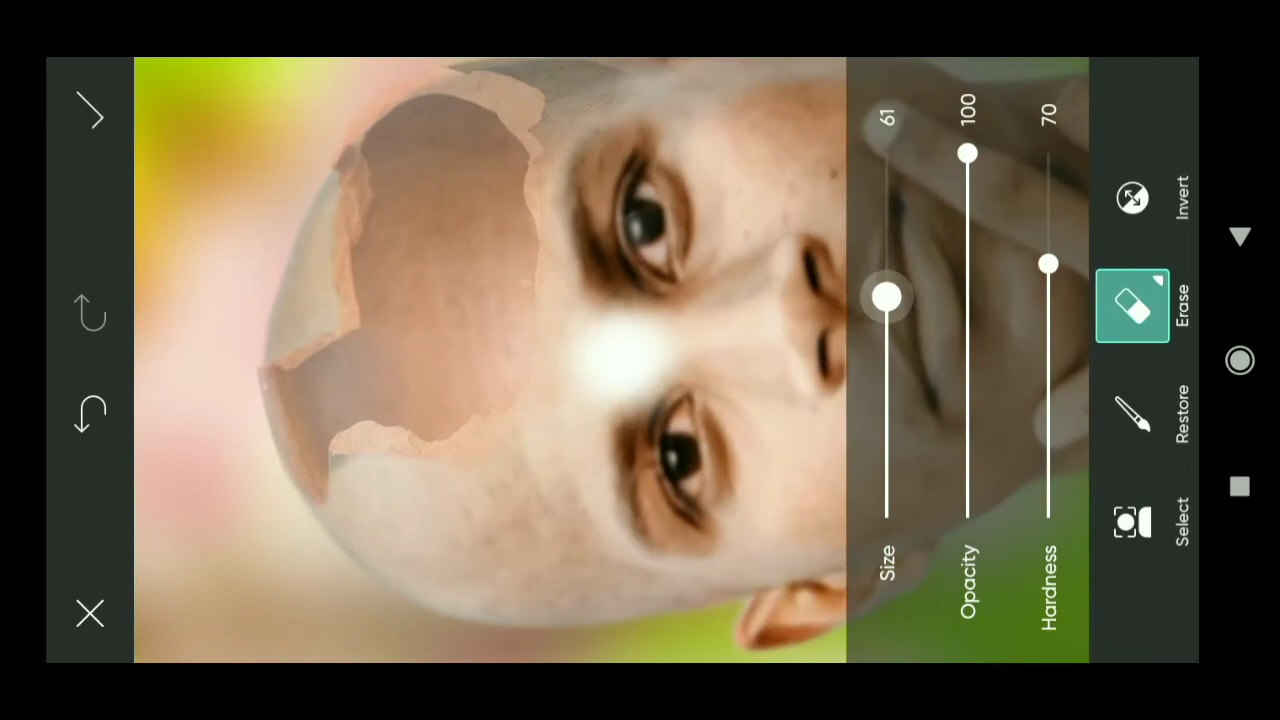 Size 61
Opacity 100
Hardness 70
Select
Restore
Erase
Invert